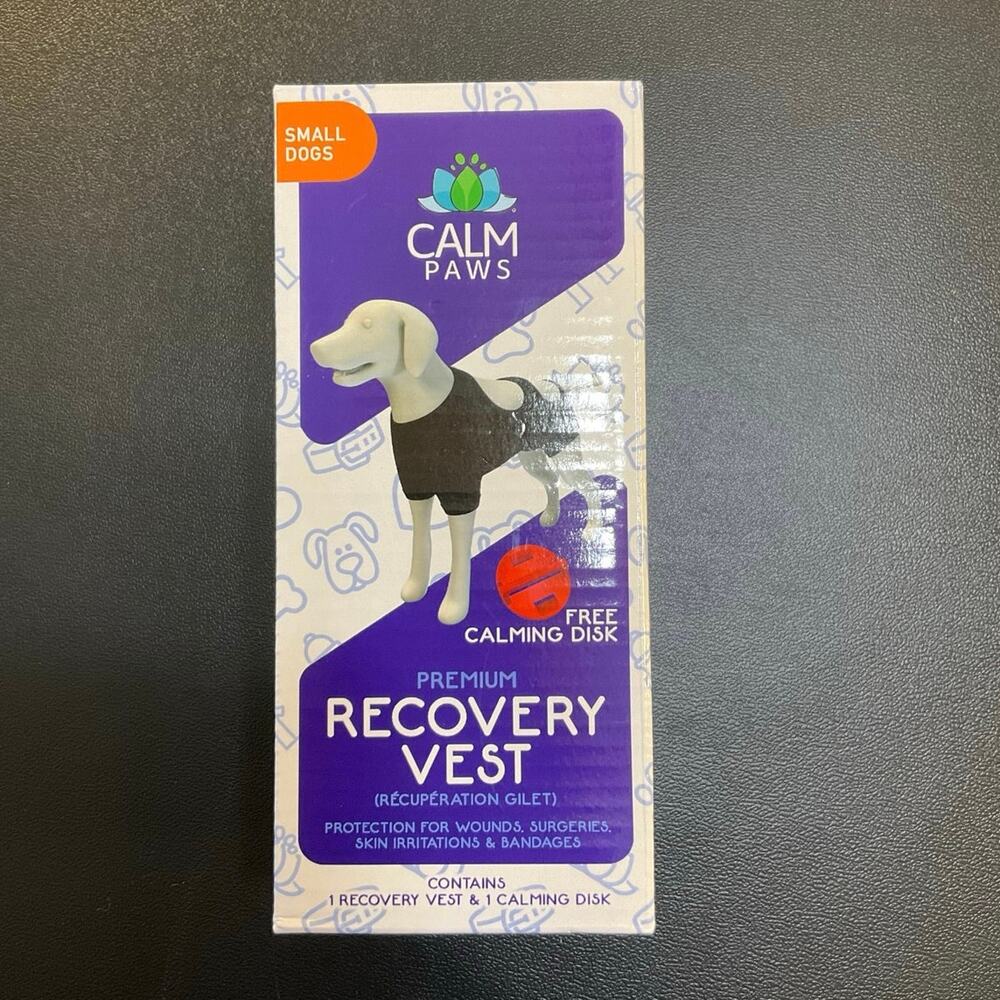 SMALL
DOGS
CALM
PAWS
FREE
CALMING DISK
PREMIUM
RECOVERY
VEST
(RÉCUPÉRATION GILET)
PROTECTION FOR WOUNDS, SURGERIES,
SKIN IRRITATIONS & BANDAGES
CONTAINS
1 RECOVERY VEST & 1 CALMING DISK